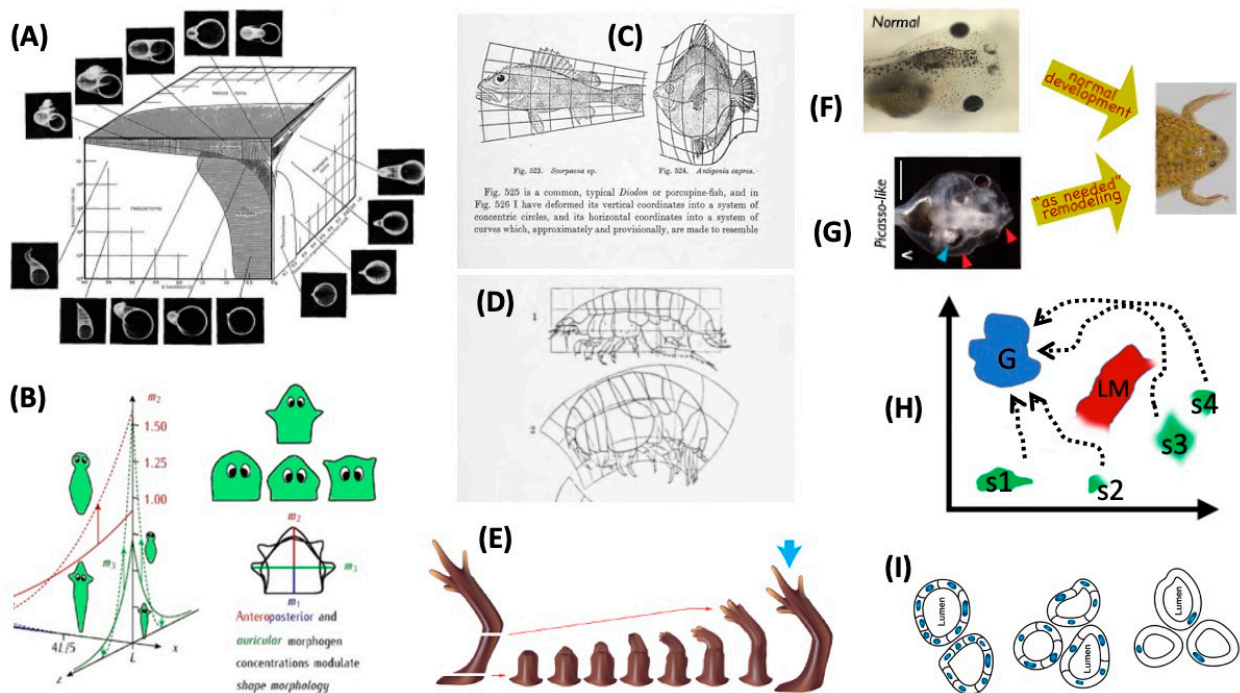 (A)
(B)
m₂
1.50
1.25
1.00
m₃
4L/5
L
x
z
m₂
m₃
m₁
Anteroposterior and
auricular morphogen
concentrations modulate
shape morphology
(C)
Fig. 523. Scorpaena sp.
Fig. 524. Antigonia capros.
Fig. 525 is a common, typical Diodon or porcupine-fish, and in
Fig. 526 I have deformed its vertical coordinates into a system of
concentric circles, and its horizontal coordinates into a system of
curves which, approximately and provisionally, are made to resemble
(D)
1
2
(E)
(F)
Normal
normal
development
(G)
Picasso-like
"as needed"
remodeling
(H)
G
LM
s1
s2
s3
s4
(I)
Lumen
Lumen
Lumen
Lumen